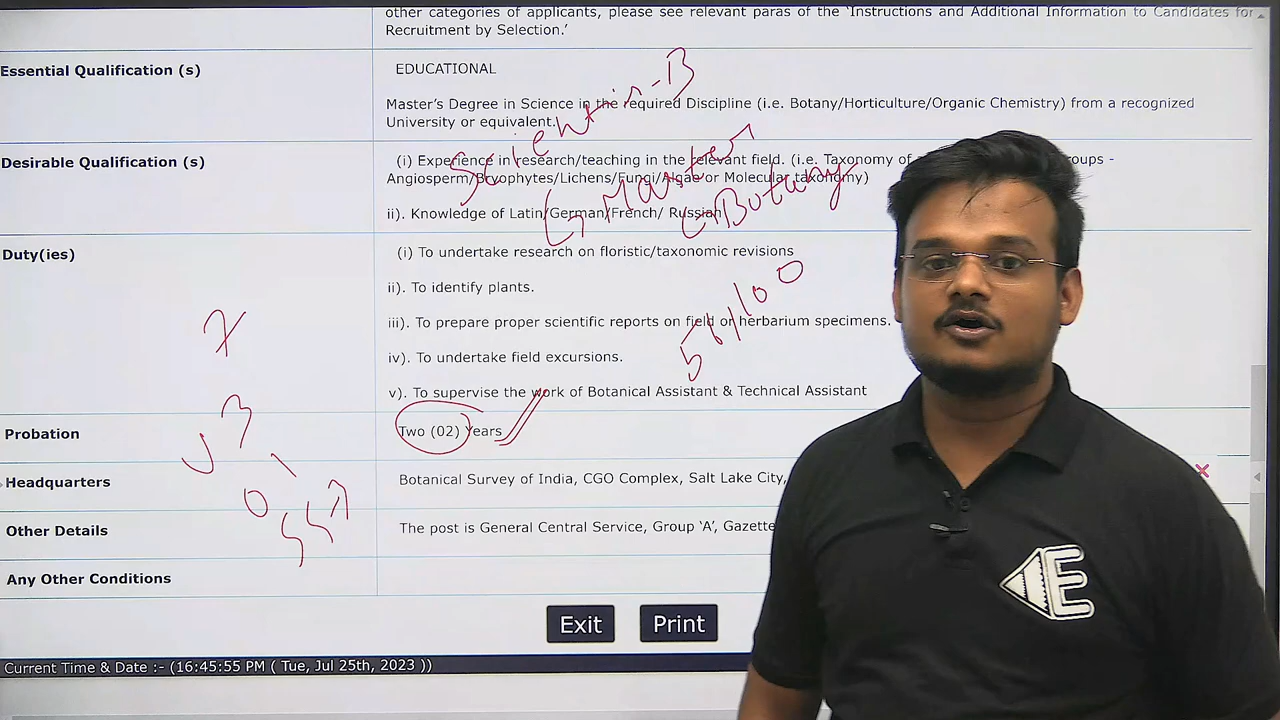 other categories of applicants, please see relevant paras of the 'Instructions and Additional Information to Candidates for
Recruitment by Selection.'
Essential Qualification (s)
EDUCATIONAL
Master's Degree in Science in the required Discipline (i.e. Botany/Horticulture/Organic Chemistry) from a recognized
University or equivalent.
Scientis-B
Desirable Qualification (s)
(i) Experience in research/teaching in the relevant field. (i.e. Taxonomy of
Angiosperm/Bryophytes/Lichens/Fungi/Algae or Molecular taxonomy)
Master
Botany
ii). Knowledge of Latin/German/French/ Russian
Duty(ies)
(i) To undertake research on floristic/taxonomic revisions
ii). To identify plants.
iii). To prepare proper scientific reports on field or herbarium specimens.
56100
iv). To undertake field excursions.
v). To supervise the work of Botanical Assistant & Technical Assistant
7
3
Probation
Two (02) Years
Headquarters
Botanical Survey of India, CGO Complex, Salt Lake City,
0
Other Details
The post is General Central Service, Group 'A',
Any Other Conditions
Exit
Print
Current Time & Date :- (16:45:55 PM ( Tue, Jul 25th, 2023 ))
E